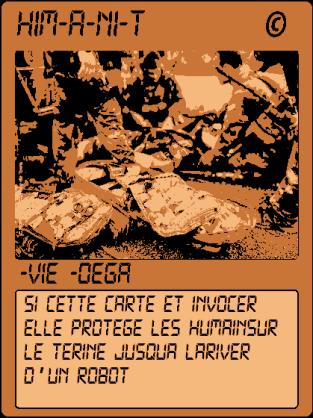 HIM-A-NI-T ©
-VIE -DEGA
SI CETTE CARTE ET INVOCER
ELLE PROTEGE LES HUMAINSUR
LE TERINE JUSQUA LARIVER
D'UN ROBOT